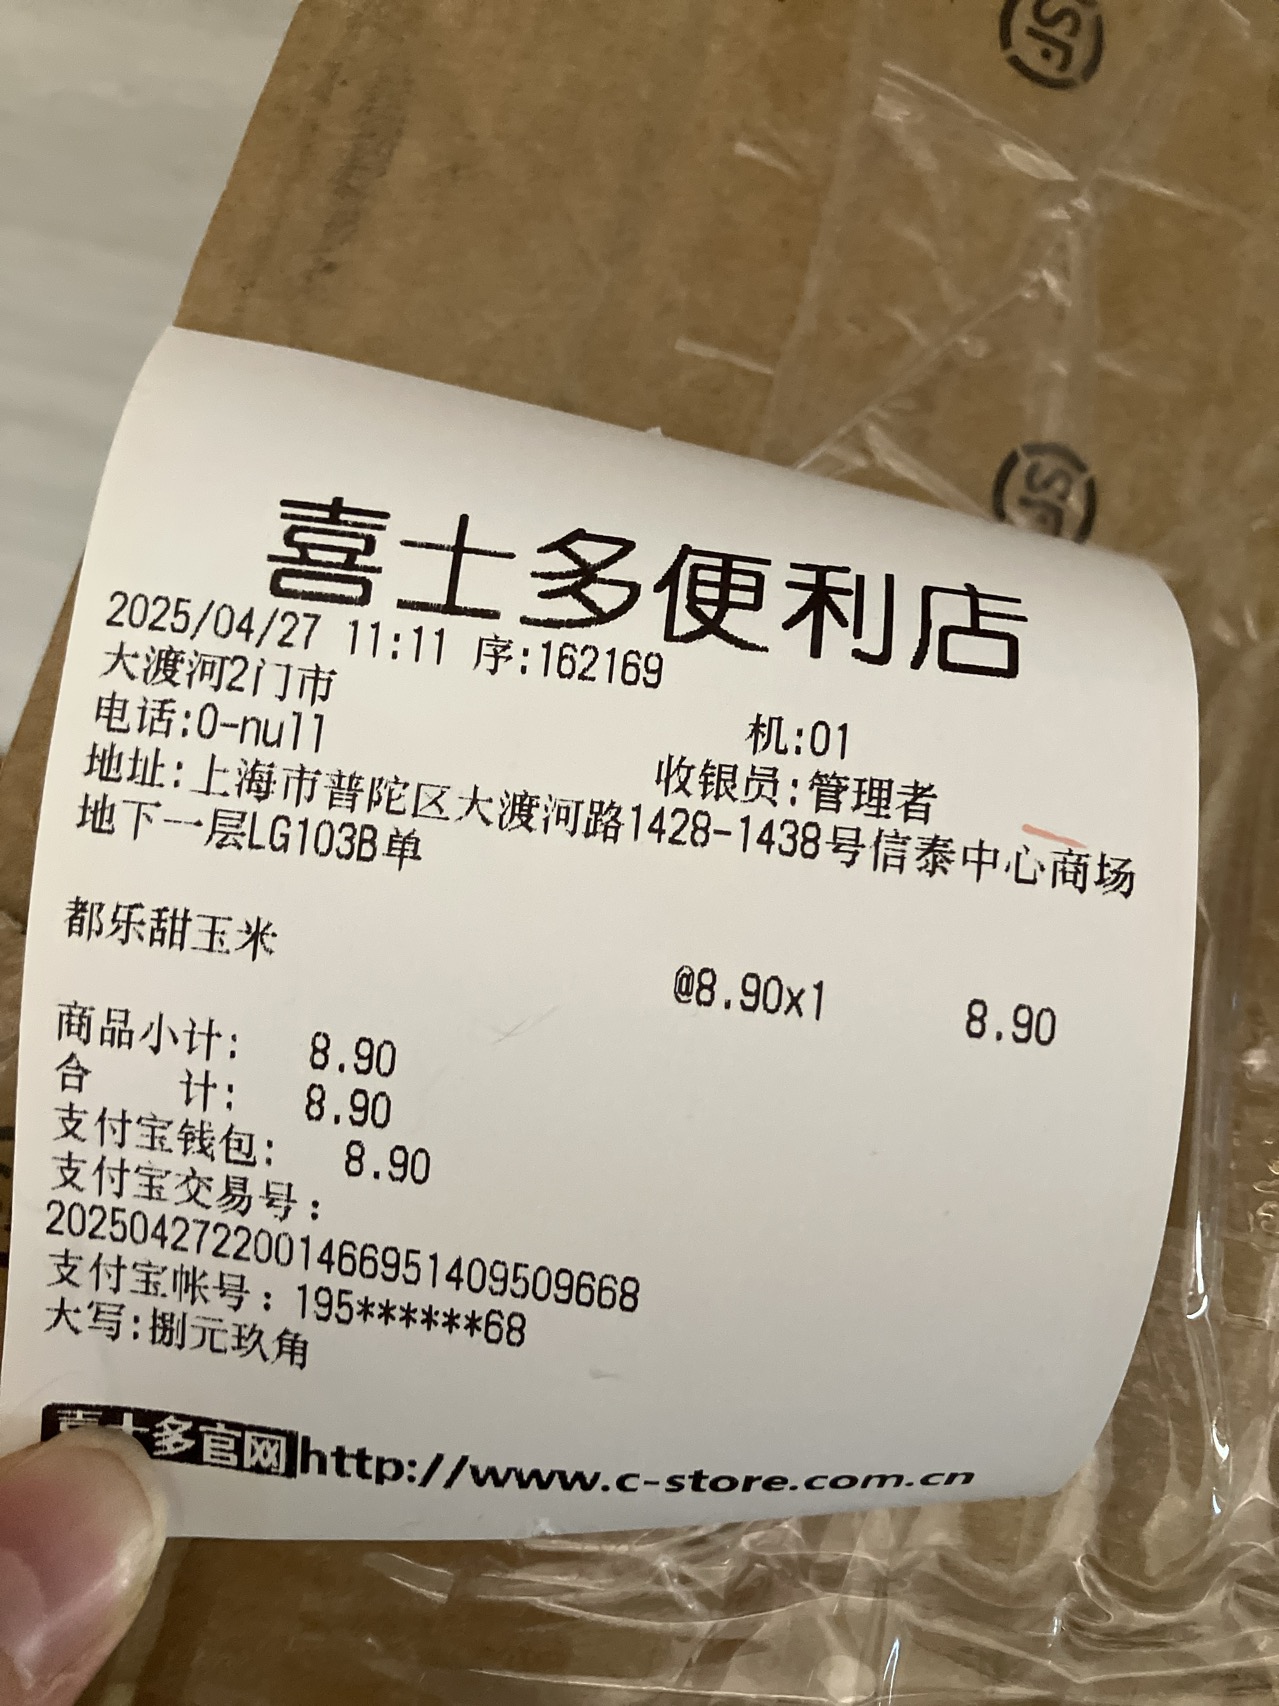 SF
SF
喜士多便利店
2025/04/27 11:11 序:162169
大渡河2门市 机:01
电话:0-null 收银员:管理者
地址:上海市普陀区大渡河路1428-1438号信泰中心商场
地下一层LG103B单
都乐甜玉米
@8.90x1 8.90
商品小计: 8.90
合 计: 8.90
支付宝钱包: 8.90
支付宝交易号:
2025042722001466951409509668
支付宝帐号:195******68
大写:捌元玖角
喜士多官网http://www.c-store.com.cn